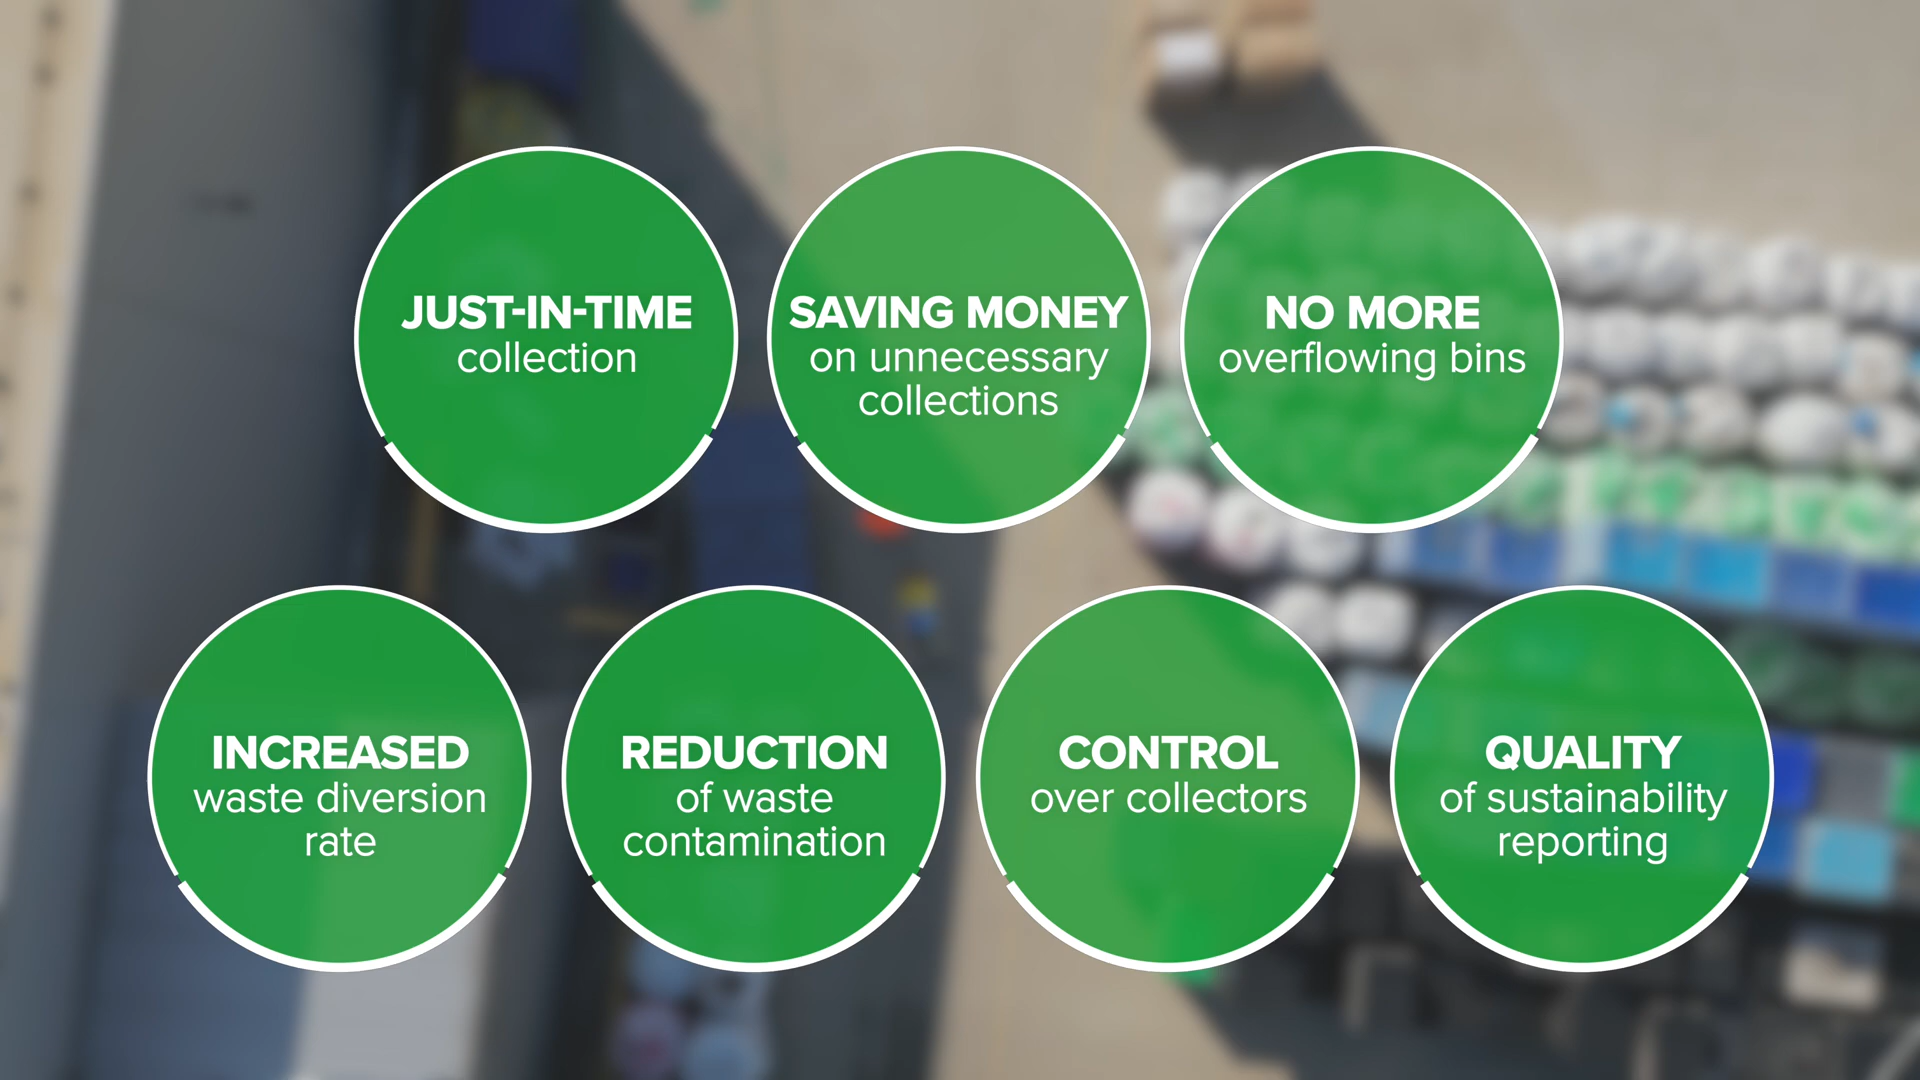 JUST-IN-TIME
collection
SAVING MONEY
on unnecessary
collections
NO MORE
overflowing bins
INCREASED
waste diversion
rate
REDUCTION
of waste
contamination
CONTROL
over collectors
QUALITY
of sustainability
reporting